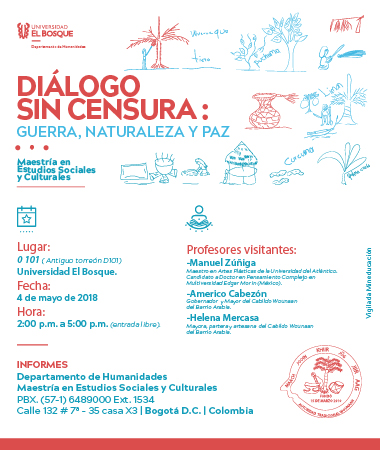 UNIVERSIDAD
EL BOSQUE
Departamento de Humanidades
DIÁLOGO
SIN CENSURA :
GUERRA, NATURALEZA Y PAZ
Maestría en
Estudios Sociales
y Culturales
Lugar:
0 101 ( Antiguo torreón D101)
Universidad El Bosque.
Fecha:
4 de mayo de 2018
Hora:
2:00 p.m. a 5:00 p.m. (entrada libre).
Profesores visitantes:
-Manuel Zúñiga
Maestro en Artes Plásticas de la Universidad del Atlántico.
Candidato a Doctor en Pensamiento Complejo en
Multiversidad Edgar Morin (México).
-Americo Cabezón
Gobernador y Mayor del Cabildo Wounaan
del Barrio Arabia.
-Helena Mercasa
Mayora, partera y artesana del Cabildo Wounaan
del Barrio Arabia.
Vigilada Mineducación
INFORMES
Departamento de Humanidades
Maestría en Estudios Sociales y Culturales
PBX. (57-1) 6489000 Ext. 1534
Calle 132 # 7ª - 35 casa X3 | Bogotá D.C. | Colombia